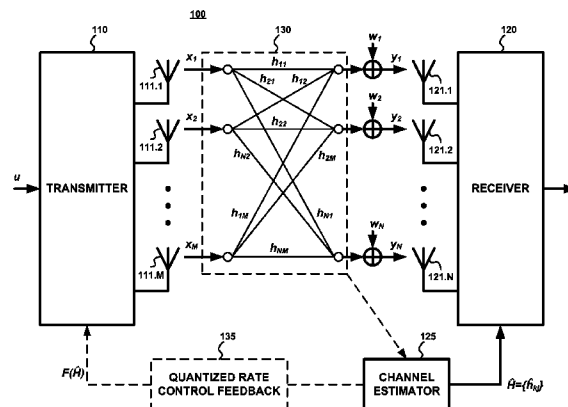 100
110
130
120
w1
x1
h11
y1
111.1
h21
h12
121.1
w2
x2
y2
111.2
h22
121.2
u
TRANSMITTER
hN2
h2M
RECEIVER
wN
h1M
hN1
xM
yN
111.M
hNM
121.N
135
125
F(Ĥ)
QUANTIZED RATE
CONTROL FEEDBACK
CHANNEL
ESTIMATOR
Ĥ={ĥkj}